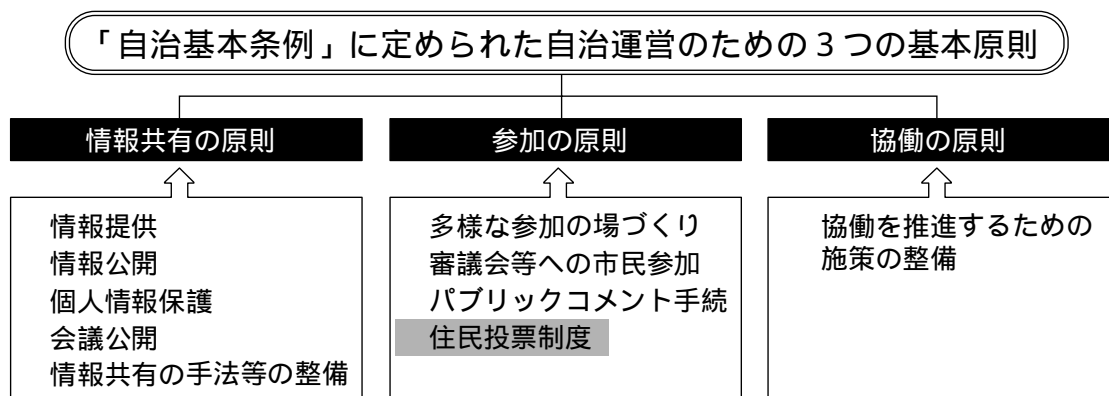 「自治基本条例」に定められた自治運営のための3つの基本原則
情報共有の原則
参加の原則
協働の原則
情報提供
情報公開
個人情報保護
会議公開
情報共有の手法等の整備
多様な参加の場づくり
審議会等への市民参加
パブリックコメント手続
住民投票制度
協働を推進するための
施策の整備